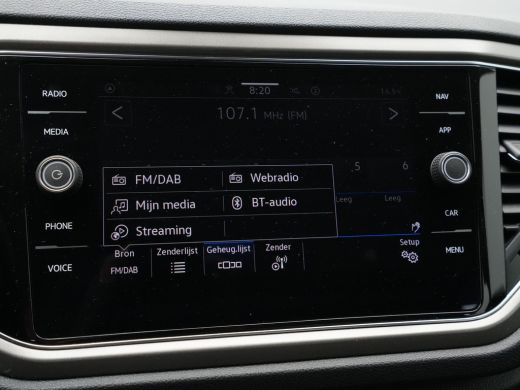 RADIO
8:20
NAV
107.1 MHz (FM)
MEDIA
APP
FM/DAB
Webradio
5
6
Mijn media
BT-audio
Leeg
Leeg
Streaming
PHONE
CAR
Bron
FM/DAB
Zenderlijst
Geheug.lijst
Zender
Setup
VOICE
MENU